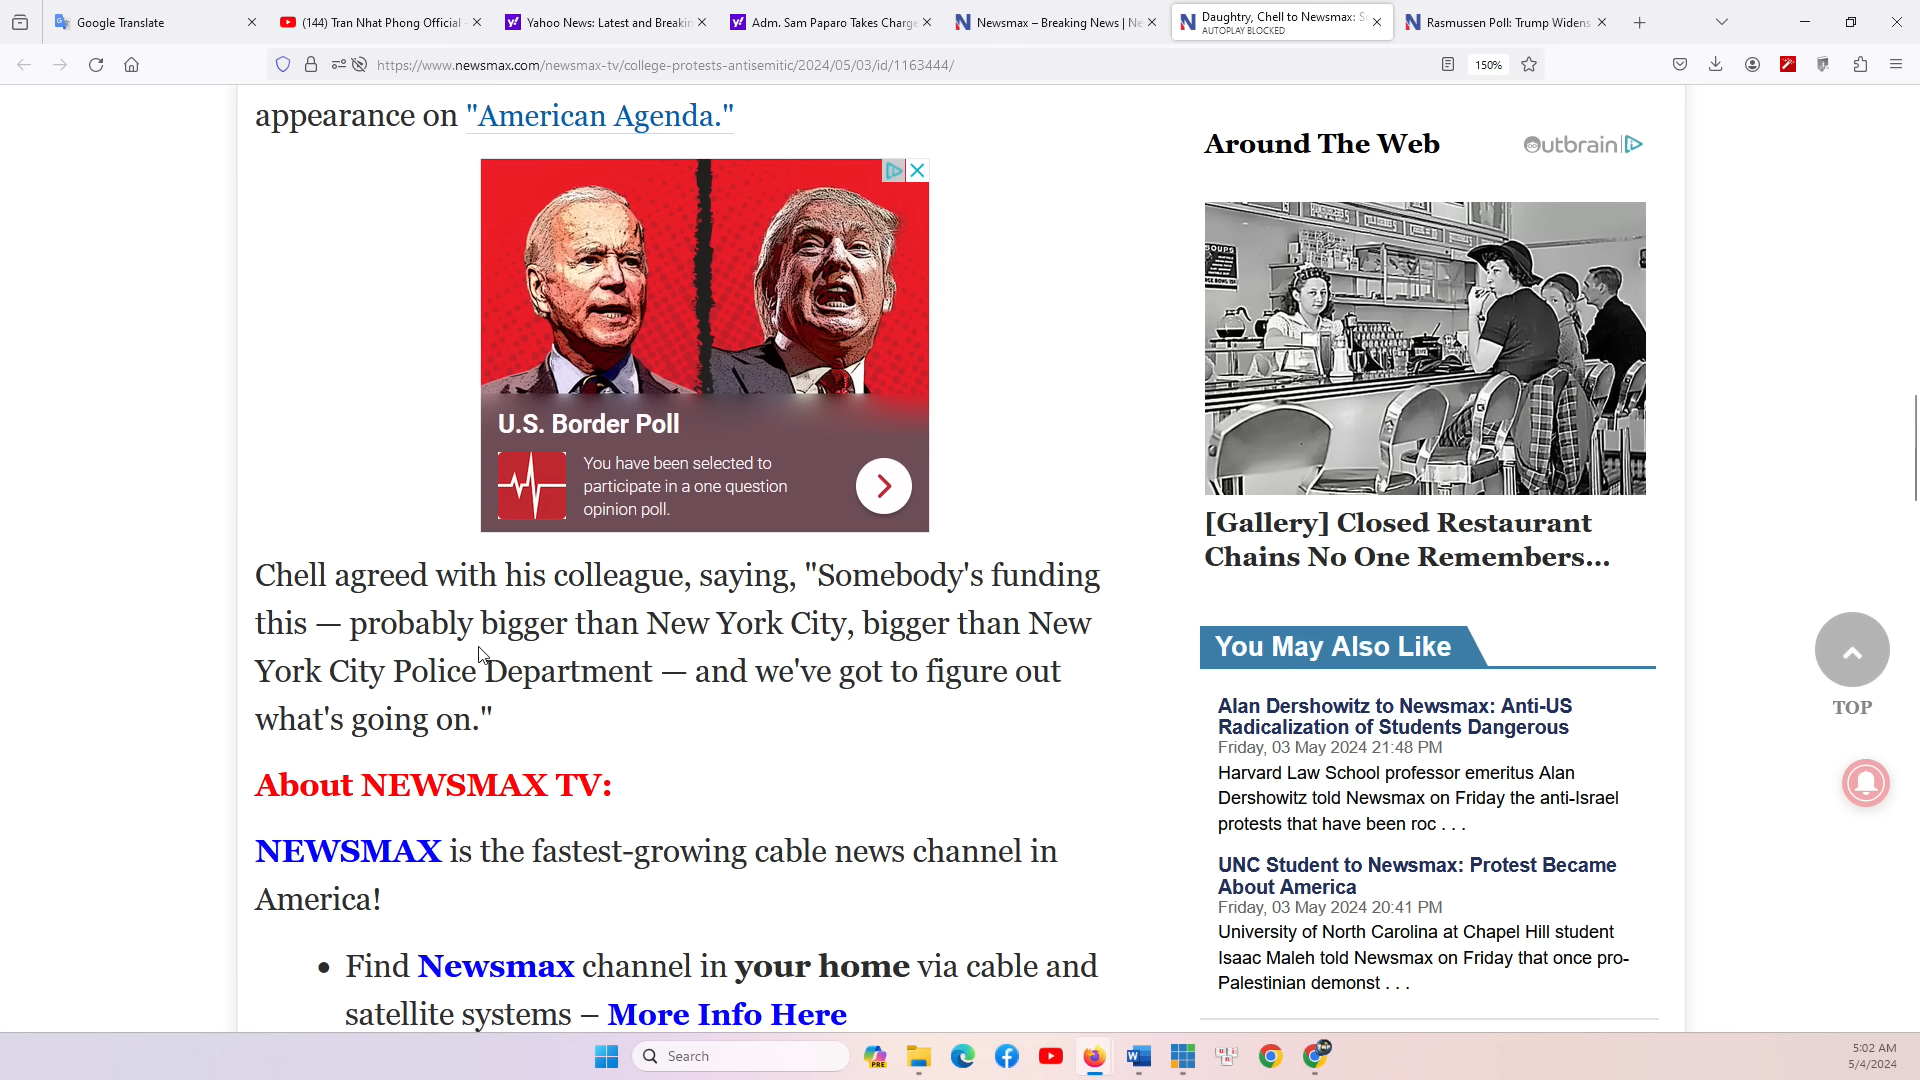 Google Translate
(144) Tran Nhat Phong Official -
Yahoo News: Latest and Breakin
Adm. Sam Paparo Takes Charge
Newsmax – Breaking News | Ne
Daughtry, Chell to Newsmax: So
AUTOPLAY BLOCKED
Rasmussen Poll: Trump Widens
https://www.newsmax.com/newsmax-tv/college-protests-antisemitic/2024/05/03/id/1163444/
150%
appearance on "American Agenda."
U.S. Border Poll
You have been selected to
participate in a one question
opinion poll.
Chell agreed with his colleague, saying, "Somebody's funding
this — probably bigger than New York City, bigger than New
York City Police Department — and we've got to figure out
what's going on."
About NEWSMAX TV:
NEWSMAX is the fastest-growing cable news channel in
America!
• Find Newsmax channel in your home via cable and
satellite systems – More Info Here
Around The Web
Outbrain
SOUPS
[Gallery] Closed Restaurant
Chains No One Remembers...
You May Also Like
Alan Dershowitz to Newsmax: Anti-US
Radicalization of Students Dangerous
Friday, 03 May 2024 21:48 PM
Harvard Law School professor emeritus Alan
Dershowitz told Newsmax on Friday the anti-Israel
protests that have been roc . . .
UNC Student to Newsmax: Protest Became
About America
Friday, 03 May 2024 20:41 PM
University of North Carolina at Chapel Hill student
Isaac Maleh told Newsmax on Friday that once pro-
Palestinian demonst . . .
TOP
Search
PRE
5:02 AM
5/4/2024